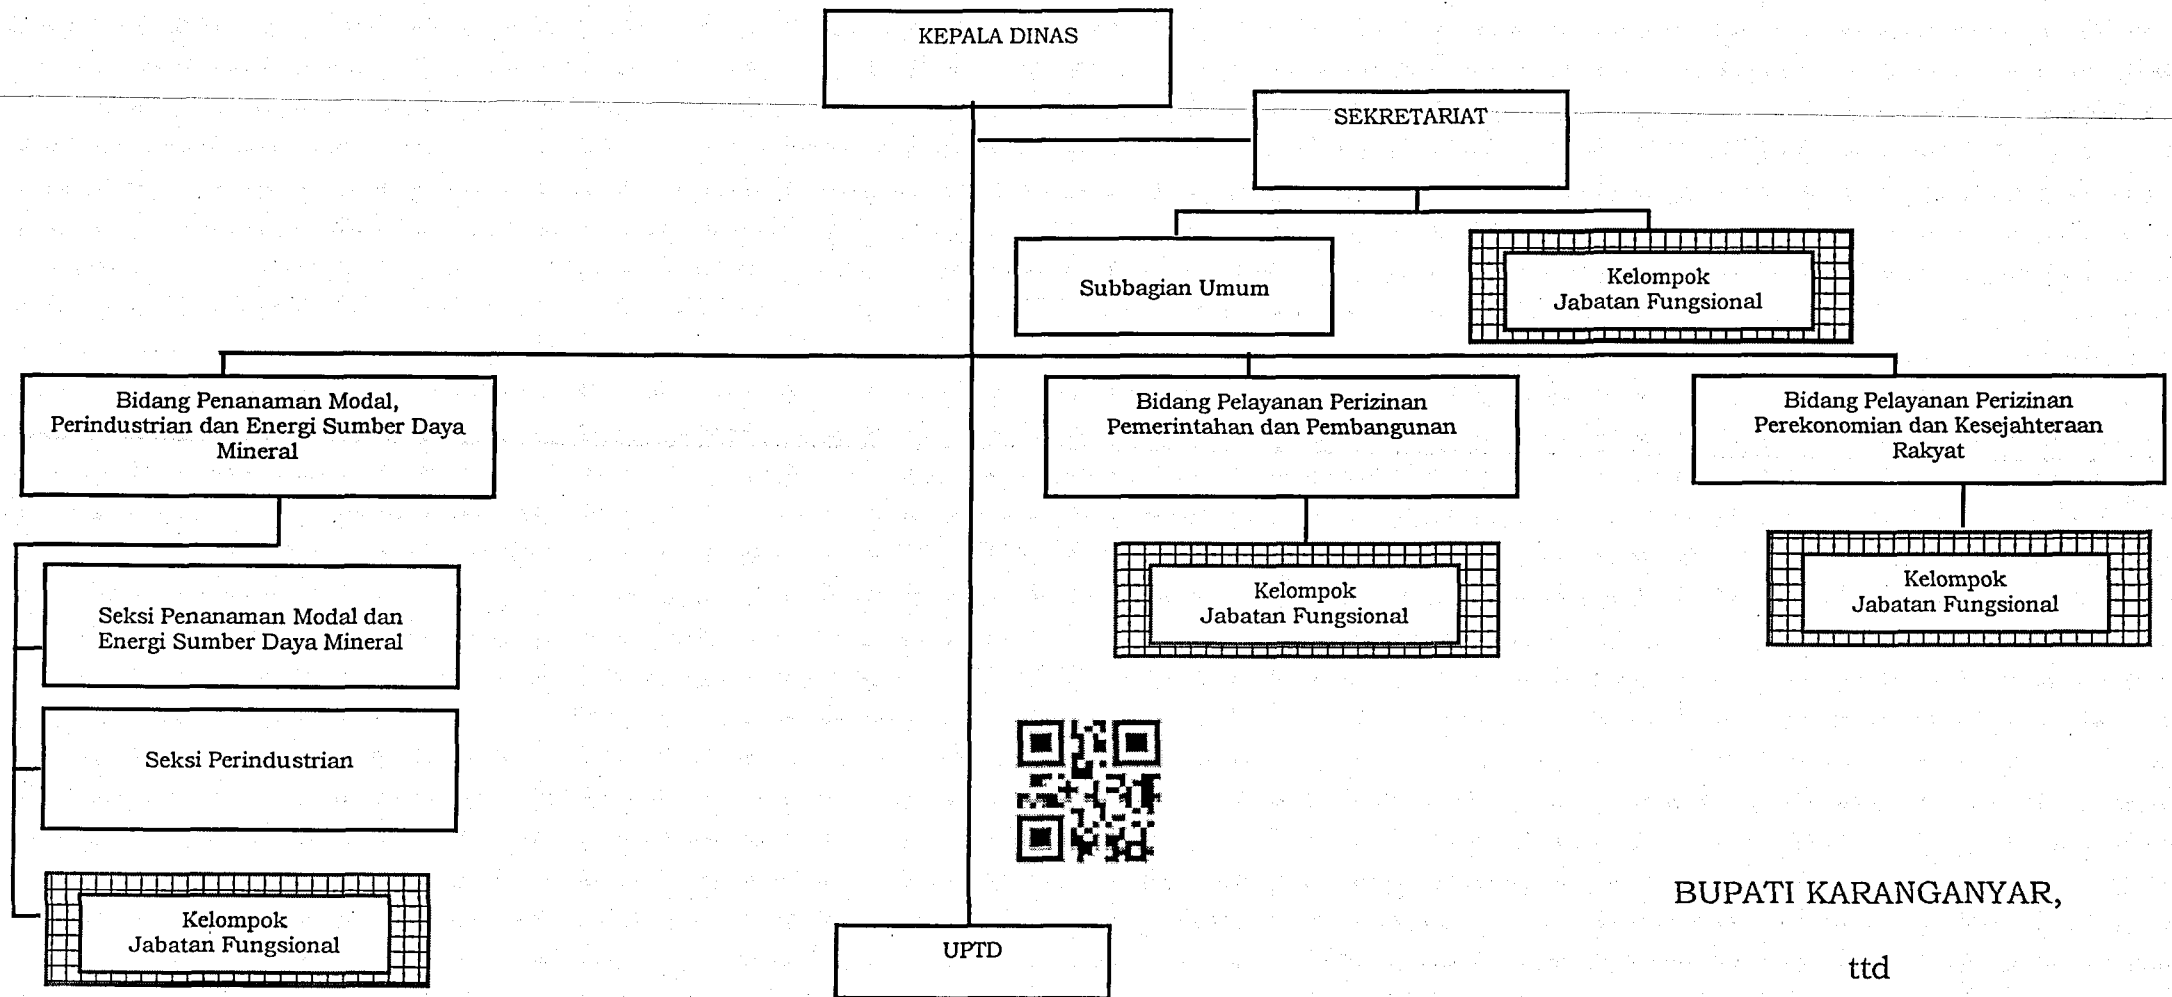 KEPALA DINAS
SEKRETARIAT
Subbagian Umum
Kelompok
Jabatan Fungsional
Bidang Penanaman Modal,
Perindustrian dan Energi Sumber Daya
Mineral
Bidang Pelayanan Perizinan
Pemerintahan dan Pembangunan
Bidang Pelayanan Perizinan
Perekonomian dan Kesejahteraan
Rakyat
Seksi Penanaman Modal dan
Energi Sumber Daya Mineral
Seksi Perindustrian
Kelompok
Jabatan Fungsional
Kelompok
Jabatan Fungsional
Kelompok
Jabatan Fungsional
UPTD
BUPATI KARANGANYAR,
ttd